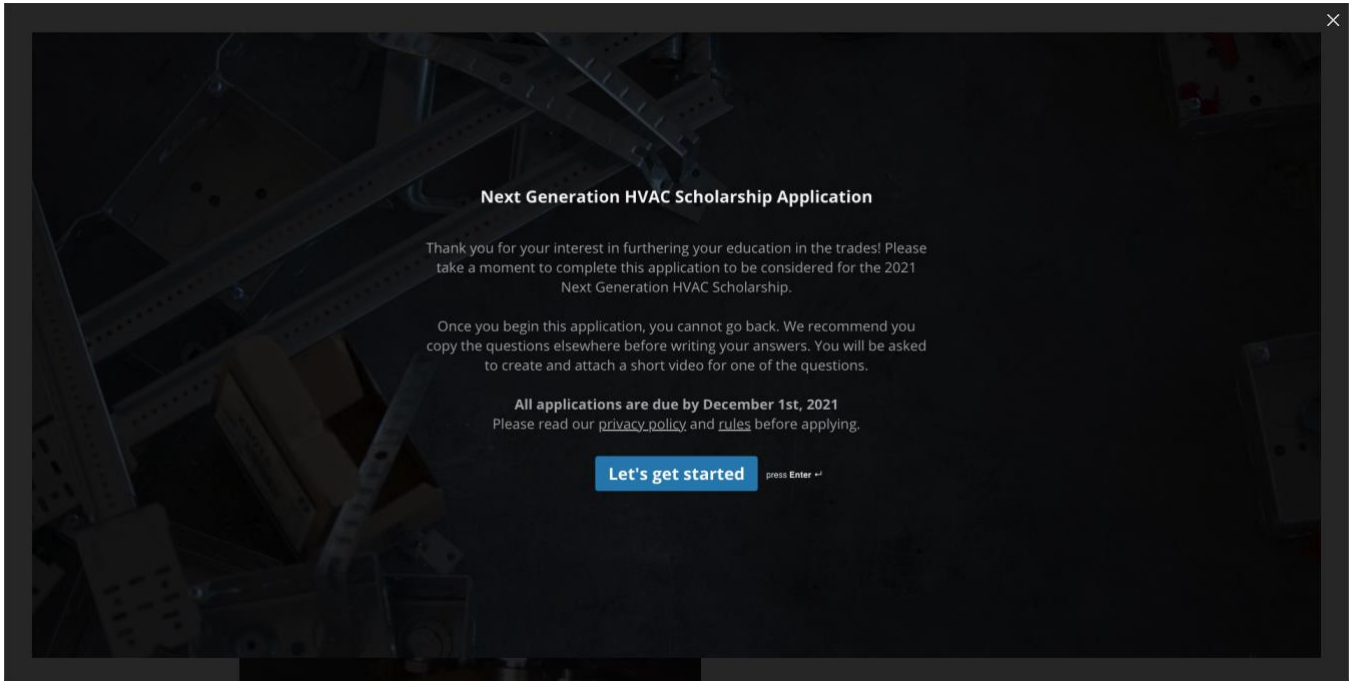 Next Generation HVAC Scholarship Application
Thank you for your interest in furthering your education in the trades! Please
take a moment to complete this application to be considered for the 2021
Next Generation HVAC Scholarship.
Once you begin this application, you cannot go back. We recommend you
copy the questions elsewhere before writing your answers. You will be asked
to create and attach a short video for one of the questions.
All applications are due by December 1st, 2021
Please read our privacy policy and rules before applying.
Let's get started press Enter ↵